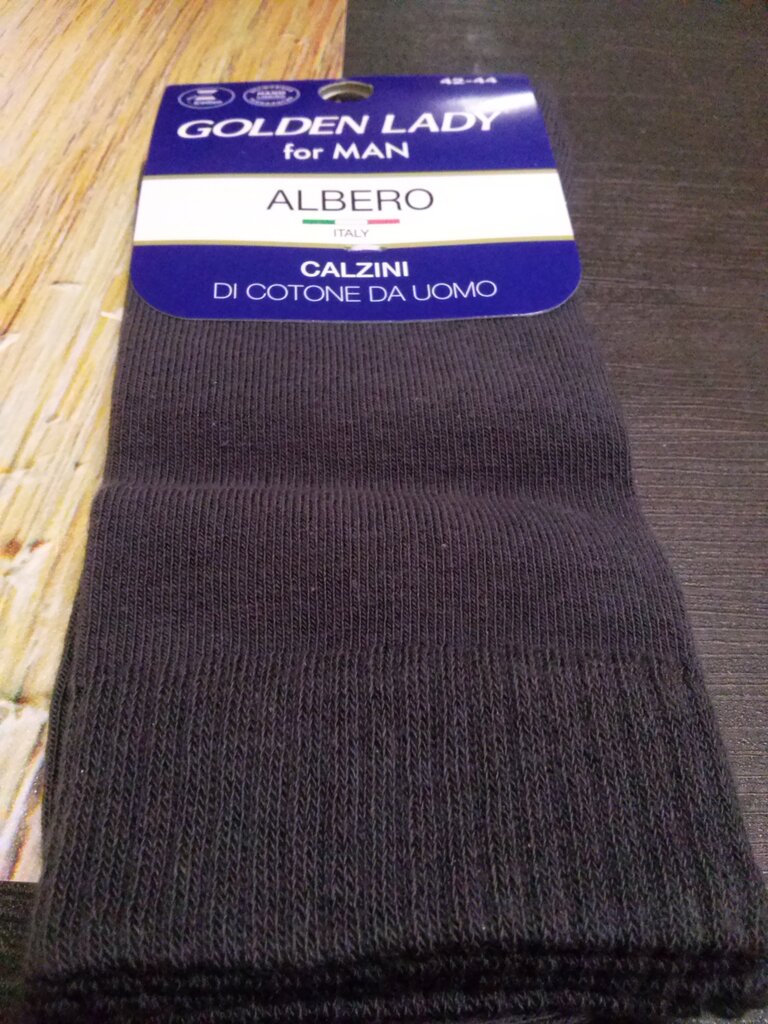 42-44
GOLDEN LADY
for MAN
ALBERO
ITALY
CALZINI
DI COTONE DA UOMO